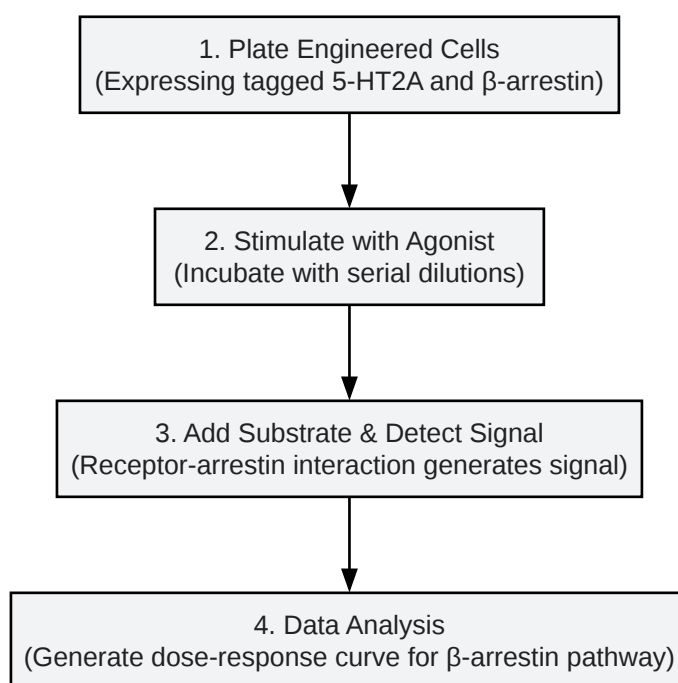 1. Plate Engineered Cells
(Expressing tagged 5-HT2A and β-arrestin)
2. Stimulate with Agonist
(Incubate with serial dilutions)
3. Add Substrate & Detect Signal
(Receptor-arrestin interaction generates signal)
4. Data Analysis
(Generate dose-response curve for β-arrestin pathway)